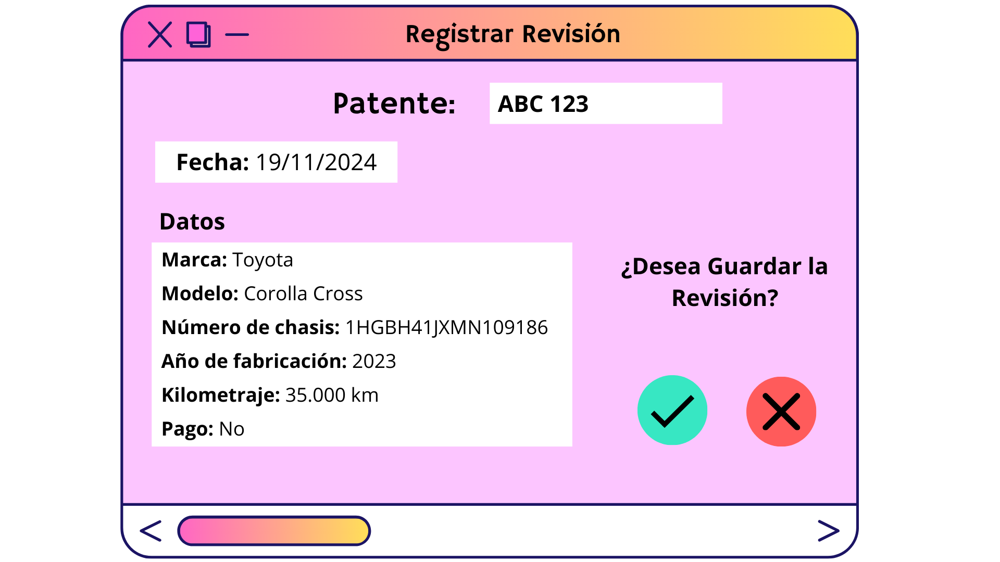 Registrar Revisión
Patente: ABC 123
Fecha: 19/11/2024
Datos
Marca: Toyota
Modelo: Corolla Cross
Número de chasis: 1HGBH41JXMN109186
Año de fabricación: 2023
Kilometraje: 35.000 km
Pago: No
¿Desea Guardar la
Revisión?